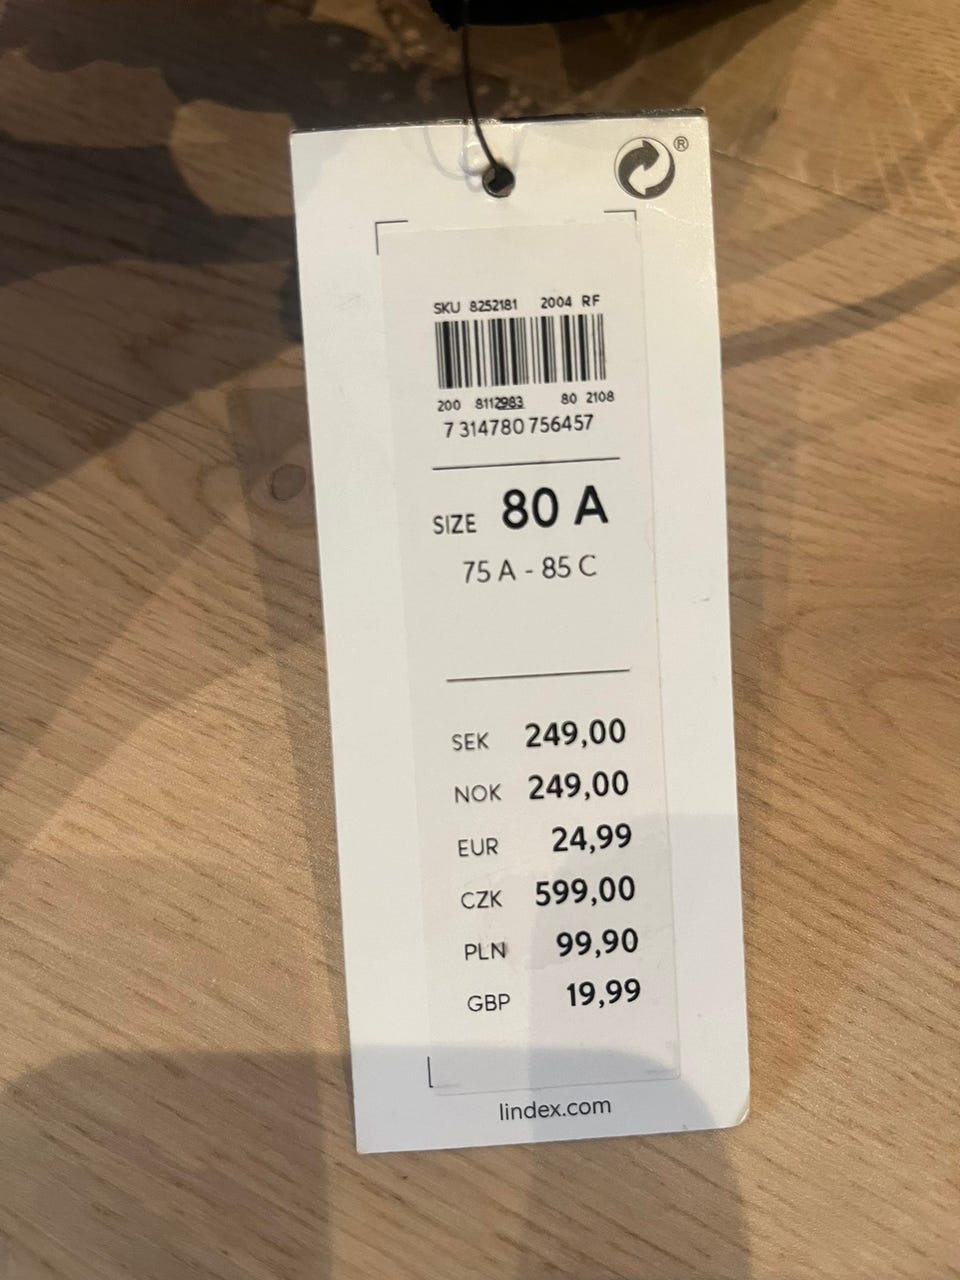 ®
SKU 8252181 2004 RF
200 8112983 80 2108
7 314780 756457
SIZE 80 A
75 A - 85 C
SEK 249,00
NOK 249,00
EUR 24,99
CZK 599,00
PLN 99,90
GBP 19,99
lindex.com